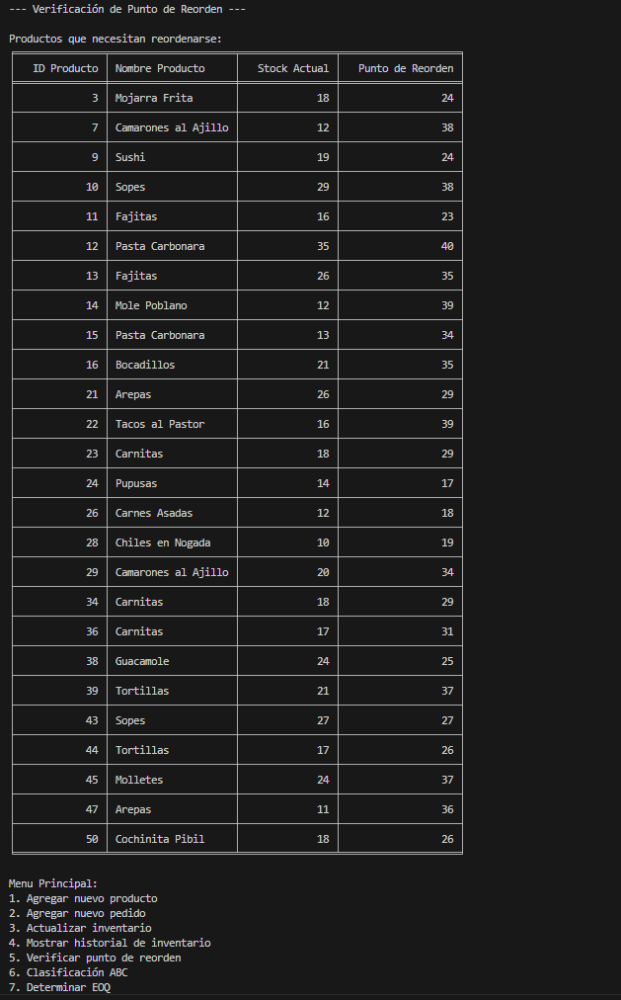 --- Verificación de Punto de Reorden ---
Productos que necesitan reordenarse:
ID Producto Nombre Producto Stock Actual Punto de Reorden
3 Mojarra Frita 18 24
7 Camarones al Ajillo 12 38
9 Sushi 19 24
10 Sopes 29 38
11 Fajitas 16 23
12 Pasta Carbonara 35 40
13 Fajitas 26 35
14 Mole Poblano 12 39
15 Pasta Carbonara 13 34
16 Bocadillos 21 35
21 Arepas 26 29
22 Tacos al Pastor 16 39
23 Carnitas 18 29
24 Pupusas 14 17
26 Carnes Asadas 12 18
28 Chiles en Nogada 10 19
29 Camarones al Ajillo 20 34
34 Carnitas 18 29
36 Carnitas 17 31
38 Guacamole 24 25
39 Tortillas 21 37
43 Sopes 27 27
44 Tortillas 17 26
45 Molletes 24 37
47 Arepas 11 36
50 Cochinita Pibil 18 26
Menu Principal:
1. Agregar nuevo producto
2. Agregar nuevo pedido
3. Actualizar inventario
4. Mostrar historial de inventario
5. Verificar punto de reorden
6. Clasificación ABC
7. Determinar EOQ